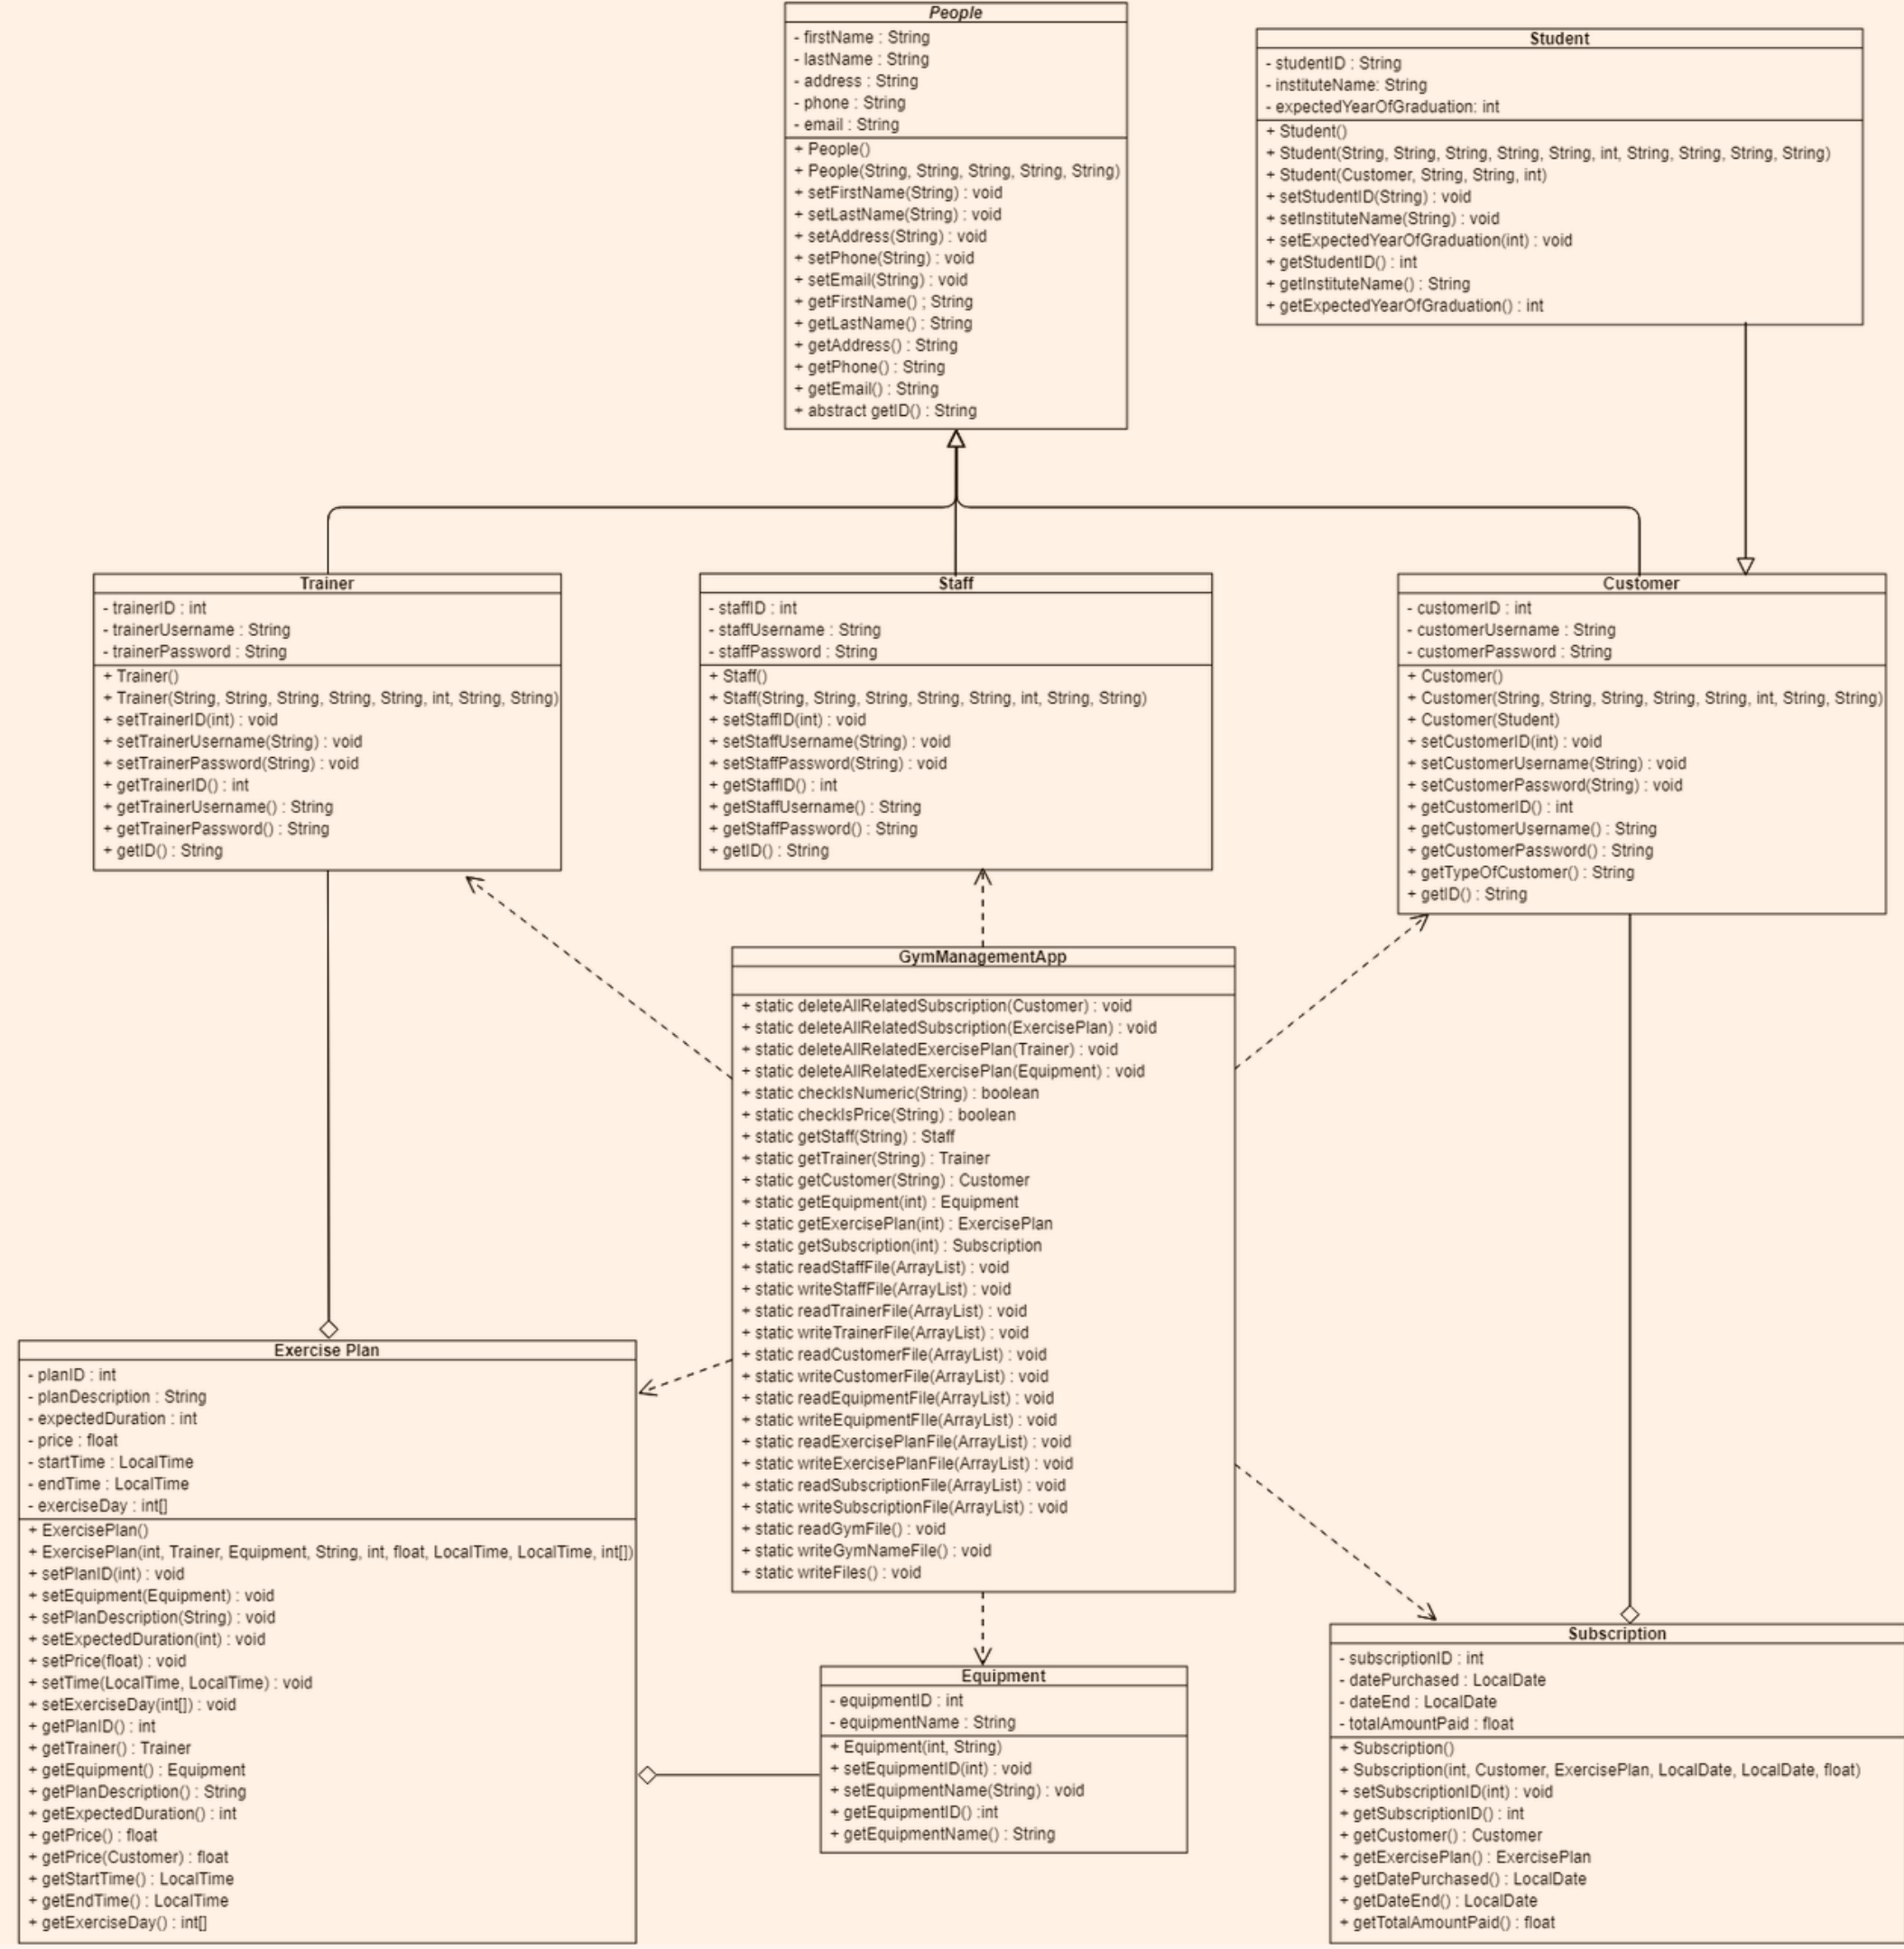 People
- firstName : String
- lastName : String
- address : String
- phone : String
- email : String
+ People()
+ People(String, String, String, String, String)
+ setFirstName(String) : void
+ setLastName(String) : void
+ setAddress(String) : void
+ setPhone(String) : void
+ setEmail(String) : void
+ getFirstName() ; String
+ getLastName() : String
+ getAddress() : String
+ getPhone() : String
+ getEmail() : String
+ abstract getID() : String
Student
- studentID : String
- instituteName: String
- expectedYearOfGraduation: int
+ Student()
+ Student(String, String, String, String, String, int, String, String, String, String)
+ Student(Customer, String, String, int)
+ setStudentID(String) : void
+ setInstituteName(String) : void
+ setExpectedYearOfGraduation(int) : void
+ getStudentID() : int
+ getInstituteName() : String
+ getExpectedYearOfGraduation() : int
Trainer
- trainerID : int
- trainerUsername : String
- trainerPassword : String
+ Trainer()
+ Trainer(String, String, String, String, String, int, String, String)
+ setTrainerID(int) : void
+ setTrainerUsername(String) : void
+ setTrainerPassword(String) : void
+ getTrainerID() : int
+ getTrainerUsername() : String
+ getTrainerPassword() : String
+ getID() : String
Staff
- staffID : int
- staffUsername : String
- staffPassword : String
+ Staff()
+ Staff(String, String, String, String, String, int, String, String)
+ setStaffID(int) : void
+ setStaffUsername(String) : void
+ setStaffPassword(String) : void
+ getStaffID() : int
+ getStaffUsername() : String
+ getStaffPassword() : String
+ getID() : String
Customer
- customerID : int
- customerUsername : String
- customerPassword : String
+ Customer()
+ Customer(String, String, String, String, String, int, String, String)
+ Customer(Student)
+ setCustomerID(int) : void
+ setCustomerUsername(String) : void
+ setCustomerPassword(String) : void
+ getCustomerID() : int
+ getCustomerUsername() : String
+ getCustomerPassword() : String
+ getTypeOfCustomer() : String
+ getID() : String
GymManagementApp
+ static deleteAllRelatedSubscription(Customer) : void
+ static deleteAllRelatedSubscription(ExercisePlan) : void
+ static deleteAllRelatedExercisePlan(Trainer) : void
+ static deleteAllRelatedExercisePlan(Equipment) : void
+ static checkIsNumeric(String) : boolean
+ static checkIsPrice(String) : boolean
+ static getStaff(String) : Staff
+ static getTrainer(String) : Trainer
+ static getCustomer(String) : Customer
+ static getEquipment(int) : Equipment
+ static getExercisePlan(int) : ExercisePlan
+ static getSubscription(int) : Subscription
+ static readStaffFile(ArrayList) : void
+ static writeStaffFile(ArrayList) : void
+ static readTrainerFile(ArrayList) : void
+ static writeTrainerFile(ArrayList) : void
+ static readCustomerFile(ArrayList) : void
+ static writeCustomerFile(ArrayList) : void
+ static readEquipmentFile(ArrayList) : void
+ static writeEquipmentFIle(ArrayList) : void
+ static readExercisePlanFile(ArrayList) : void
+ static writeExercisePlanFile(ArrayList) : void
+ static readSubscriptionFile(ArrayList) : void
+ static writeSubscriptionFile(ArrayList) : void
+ static readGymFile() : void
+ static writeGymNameFile() : void
+ static writeFiles() : void
Exercise Plan
- planID : int
- planDescription : String
- expectedDuration : int
- price : float
- startTime : LocalTime
- endTime : LocalTime
- exerciseDay : int[]
+ ExercisePlan()
+ ExercisePlan(int, Trainer, Equipment, String, int, float, LocalTime, LocalTime, int[])
+ setPlanID(int) : void
+ setEquipment(Equipment) : void
+ setPlanDescription(String) : void
+ setExpectedDuration(int) : void
+ setPrice(float) : void
+ setTime(LocalTime, LocalTime) : void
+ setExerciseDay(int[]) : void
+ getPlanID() : int
+ getTrainer() : Trainer
+ getEquipment() : Equipment
+ getPlanDescription() : String
+ getExpectedDuration() : int
+ getPrice() : float
+ getPrice(Customer) : float
+ getStartTime() : LocalTime
+ getEndTime() : LocalTime
+ getExerciseDay() : int[]
Equipment
- equipmentID : int
- equipmentName : String
+ Equipment(int, String)
+ setEquipmentID(int) : void
+ setEquipmentName(String) : void
+ getEquipmentID() :int
+ getEquipmentName() : String
Subscription
- subscriptionID : int
- datePurchased : LocalDate
- dateEnd : LocalDate
- totalAmountPaid : float
+ Subscription()
+ Subscription(int, Customer, ExercisePlan, LocalDate, LocalDate, float)
+ setSubscriptionID(int) : void
+ getSubscriptionID() : int
+ getCustomer() : Customer
+ getExercisePlan() : ExercisePlan
+ getDatePurchased() : LocalDate
+ getDateEnd() : LocalDate
+ getTotalAmountPaid() : float